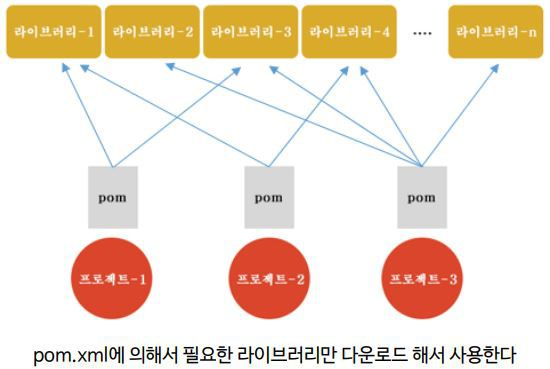 라이브러리-1 라이브러리-2 라이브러리-3 라이브러리-4 .... 라이브러리-n
pom pom pom
프로젝트-1 프로젝트-2 프로젝트-3
pom.xml에 의해서 필요한 라이브러리만 다운로드 해서 사용한다